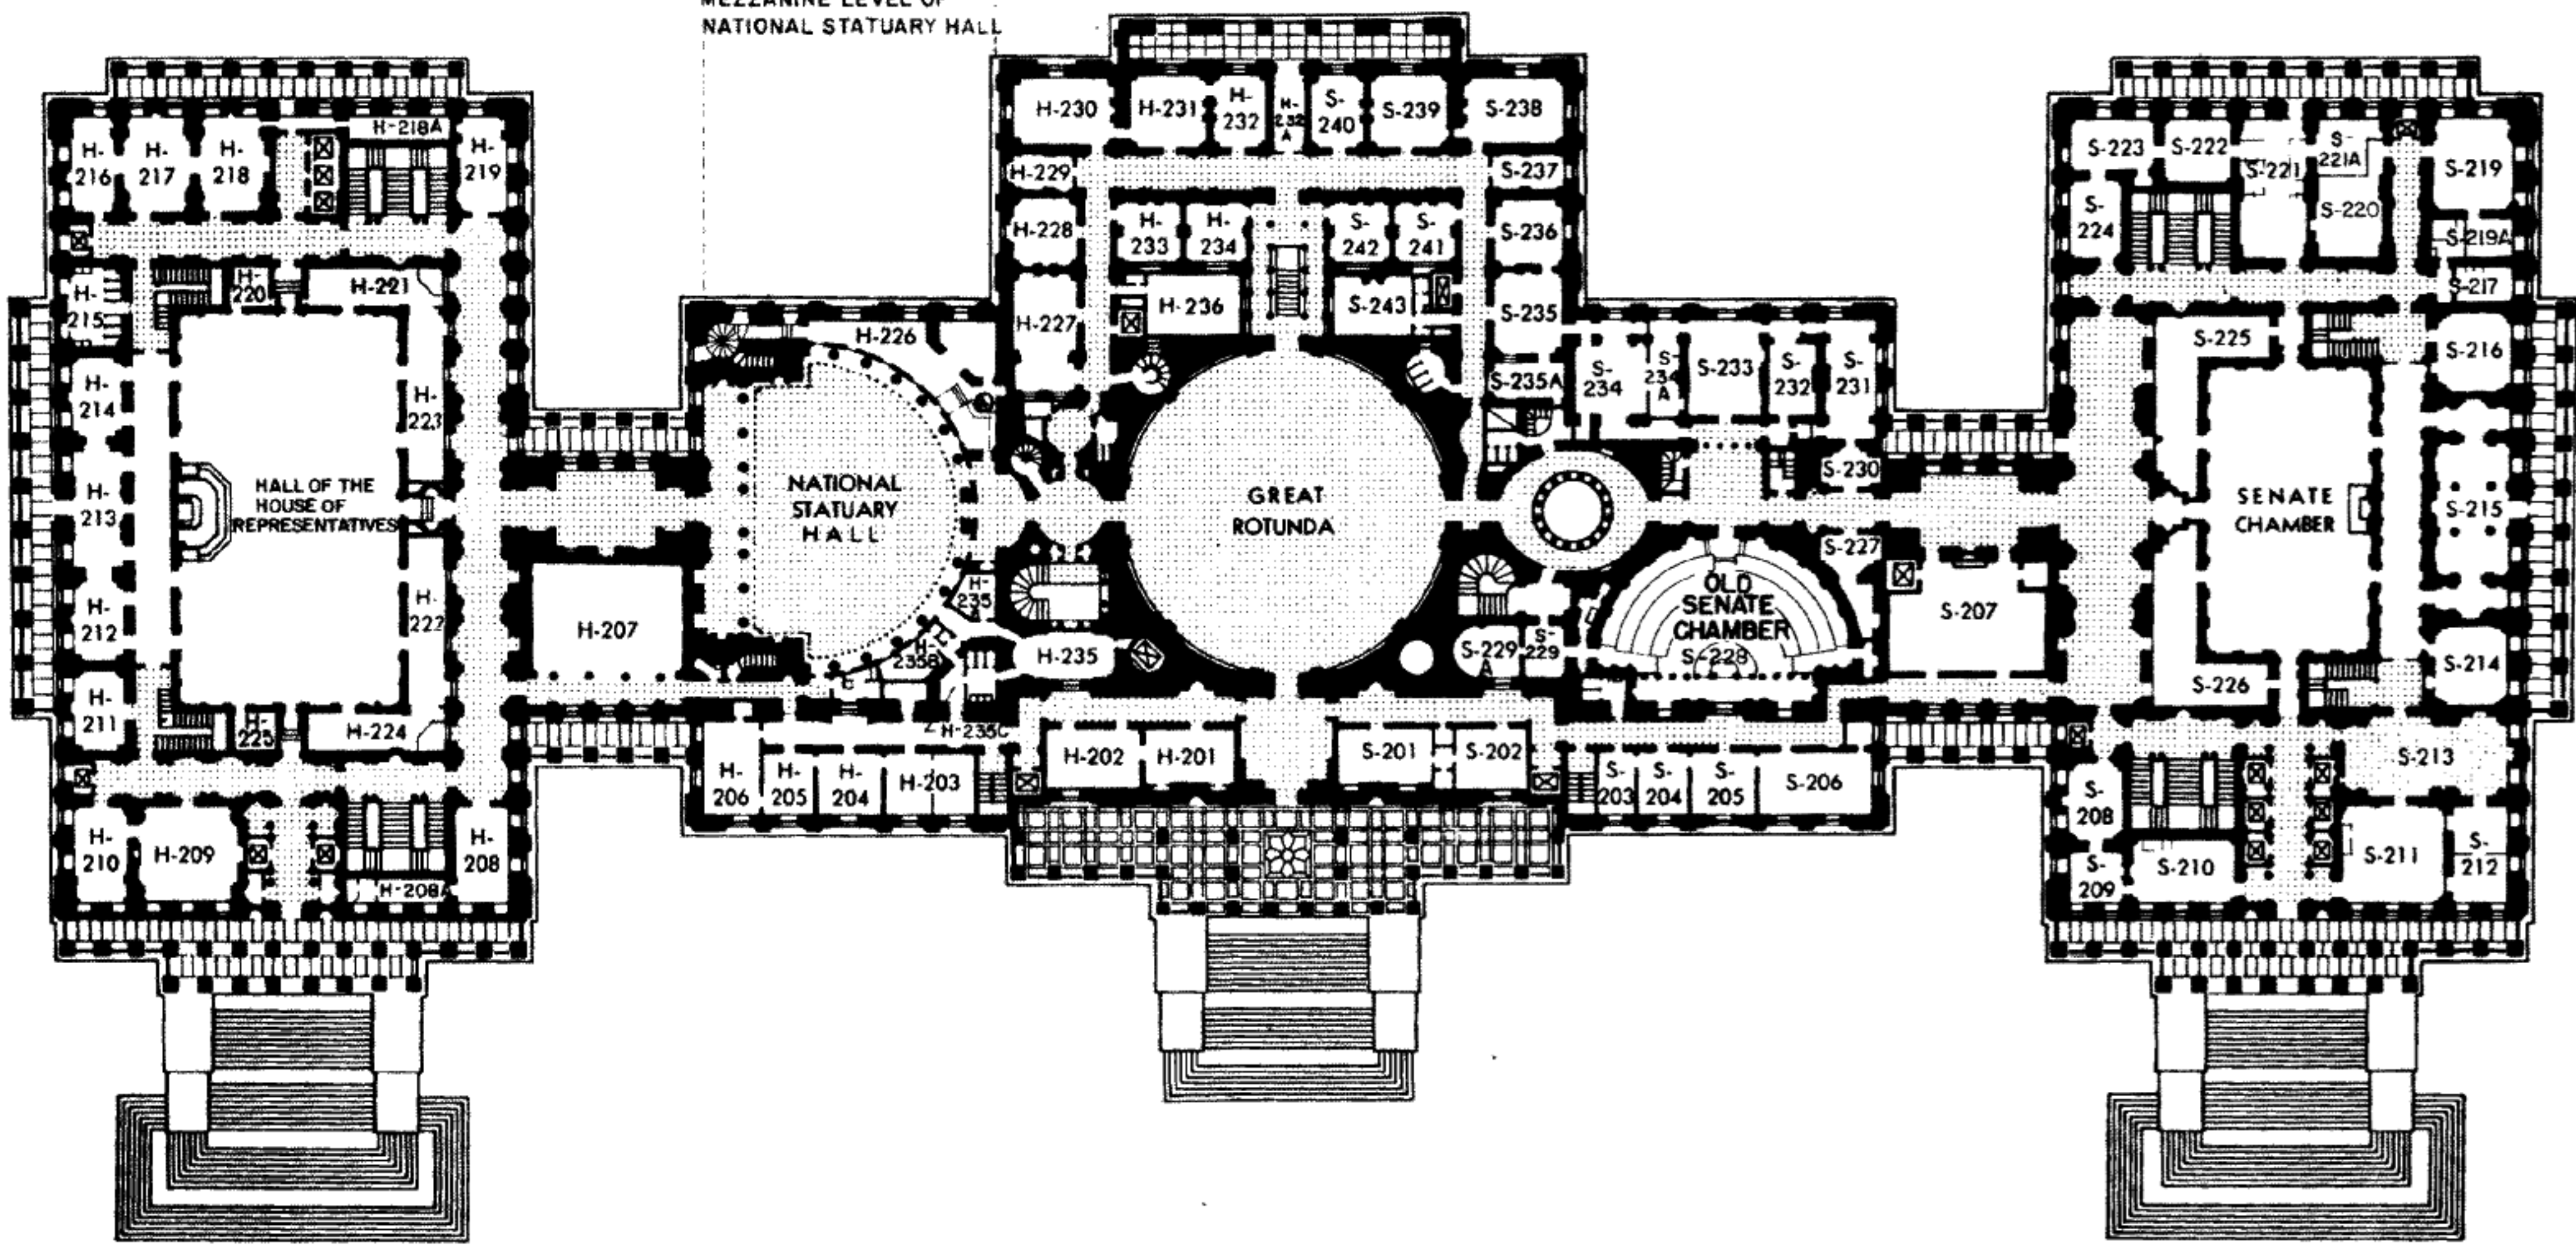 MEZZANINE LEVEL OF
NATIONAL STATUARY HALL
H-216
H-217
H-218
H-218A
H-219
H-215
H-220
H-221
H-214
H-223
H-213
HALL OF THE
HOUSE OF
REPRESENTATIVES
H-212
H-222
H-211
H-225
H-224
H-210
H-209
H-208A
H-208
H-207
NATIONAL
STATUARY
HALL
H-226
H-235
H-235B
H-235C
H-206
H-205
H-204
H-203
H-230
H-231
H-232
H-232A
S-240
S-239
S-238
H-229
S-237
H-228
H-233
H-234
S-242
S-241
S-236
H-227
H-236
S-243
S-235
S-235A
GREAT
ROTUNDA
H-235
H-202
H-201
S-201
S-202
S-229A
S-229
S-234
S-234A
S-233
S-232
S-231
S-230
S-227
OLD
SENATE
CHAMBER
S-228
S-203
S-204
S-205
S-206
S-207
S-223
S-222
S-221
S-221A
S-220
S-219
S-224
S-219A
S-217
S-225
S-216
SENATE
CHAMBER
S-215
S-214
S-226
S-213
S-208
S-209
S-210
S-211
S-212